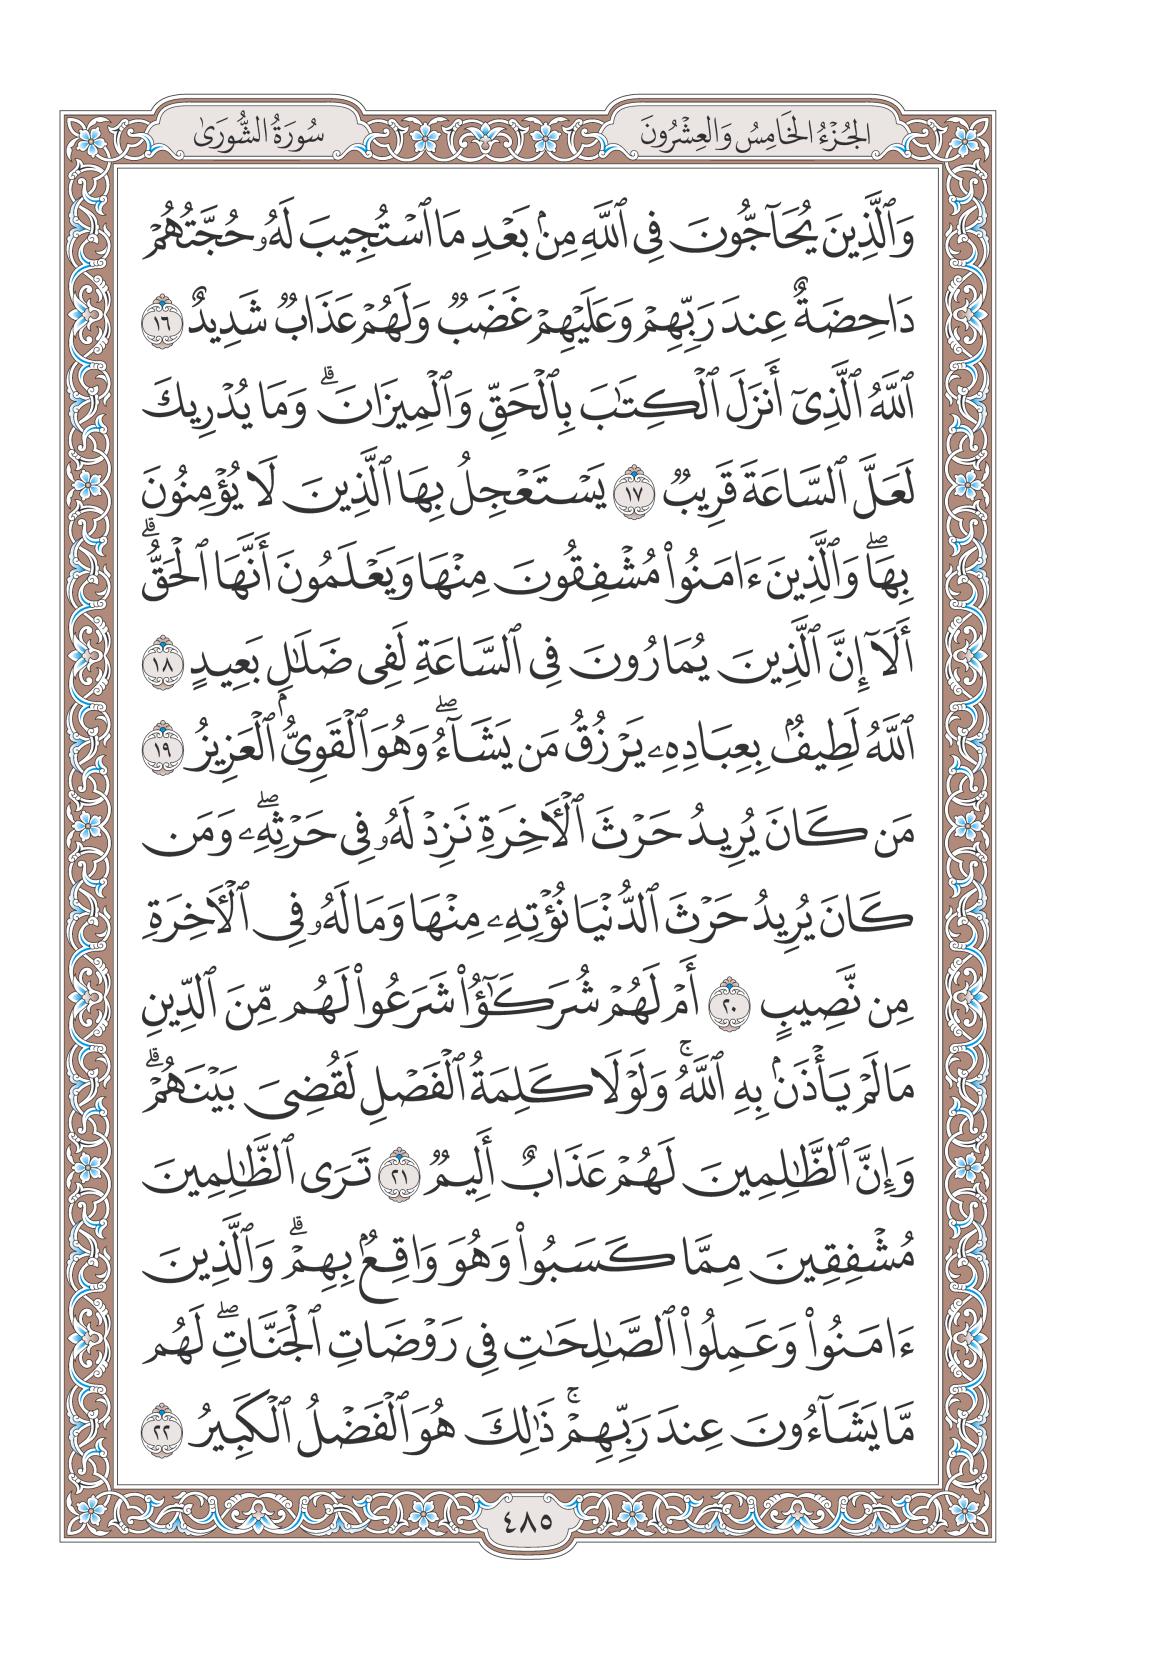 الجُزْءُ الخَامِسُ وَالعِشْرُونَ
سُورَةُ الشُّورَىٰ
وَٱلَّذِينَ يُحَآجُّونَ فِى ٱللَّهِ مِنۢ بَعْدِ مَا ٱسْتُجِيبَ لَهُۥ حُجَّتُهُمْ
دَاحِضَةٌ عِندَ رَبِّهِمْ وَعَلَيْهِمْ غَضَبٌ وَلَهُمْ عَذَابٌ شَدِيدٌ ١٦
ٱللَّهُ ٱلَّذِىٓ أَنزَلَ ٱلْكِتَٰبَ بِٱلْحَقِّ وَٱلْمِيزَانَ ۗ وَمَا يُدْرِيكَ
لَعَلَّ ٱلسَّاعَةَ قَرِيبٌ ١٧ يَسْتَعْجِلُ بِهَا ٱلَّذِينَ لَا يُؤْمِنُونَ
بِهَا ۖ وَٱلَّذِينَ ءَامَنُوا۟ مُشْفِقُونَ مِنْهَا وَيَعْلَمُونَ أَنَّهَا ٱلْحَقُّ ۗ
أَلَآ إِنَّ ٱلَّذِينَ يُمَارُونَ فِى ٱلسَّاعَةِ لَفِى ضَلَٰلٍۭ بَعِيدٍ ١٨
ٱللَّهُ لَطِيفٌۢ بِعِبَادِهِۦ يَرْزُقُ مَن يَشَآءُ ۖ وَهُوَ ٱلْقَوِىُّ ٱلْعَزِيزُ ١٩
مَن كَانَ يُرِيدُ حَرْثَ ٱلْءَاخِرَةِ نَزِدْ لَهُۥ فِى حَرْثِهِۦ ۖ وَمَن
كَانَ يُرِيدُ حَرْثَ ٱلدُّنْيَا نُؤْتِهِۦ مِنْهَا وَمَا لَهُۥ فِى ٱلْءَاخِرَةِ
مِن نَّصِيبٍ ٢٠ أَمْ لَهُمْ شُرَكَٰٓؤُا۟ شَرَعُوا۟ لَهُم مِّنَ ٱلدِّينِ
مَا لَمْ يَأْذَنۢ بِهِ ٱللَّهُ ۚ وَلَوْلَا كَلِمَةُ ٱلْفَصْلِ لَقُضِىَ بَيْنَهُمْ ۗ
وَإِنَّ ٱلظَّٰلِمِينَ لَهُمْ عَذَابٌ أَلِيمٌ ٢١ تَرَى ٱلظَّٰلِمِينَ
مُشْفِقِينَ مِمَّا كَسَبُوا۟ وَهُوَ وَاقِعٌۢ بِهِمْ ۗ وَٱلَّذِينَ
ءَامَنُوا۟ وَعَمِلُوا۟ ٱلصَّٰلِحَٰتِ فِى رَوْضَاتِ ٱلْجَنَّاتِ ۖ لَهُم
مَّا يَشَآءُونَ عِندَ رَبِّهِمْ ۚ ذَٰلِكَ هُوَ ٱلْفَضْلُ ٱلْكَبِيرُ ٢٢
٤٨٥